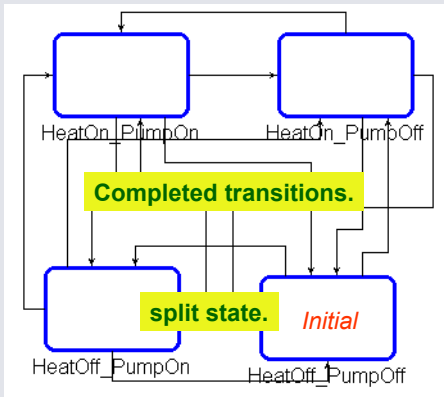 HeatOn_PumpOn
HeatOn_PumpOff
Completed transitions.
split state.
Initial
HeatOff_PumpOn
HeatOff_PumpOff